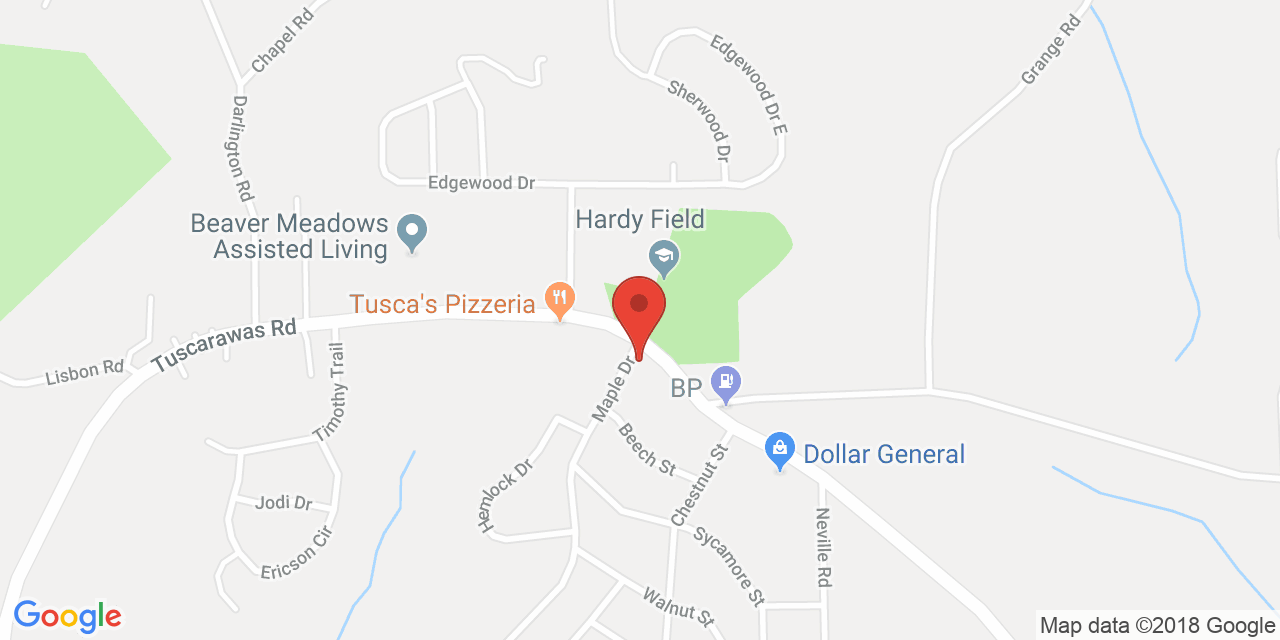 Chapel Rd
Edgewood Dr E
Grange Rd
Sherwood Dr
Darlington Rd
Edgewood Dr
Hardy Field
Beaver Meadows
Assisted Living
Tusca's Pizzeria
Tuscarawas Rd
Lisbon Rd
Timothy Trail
Maple Dr
BP
Beech St
Dollar General
Chestnut St
Hemlock Dr
Jodi Dr
Neville Rd
Ericson Cir
Sycamore St
Walnut St
Google
Map data ©2018 Google